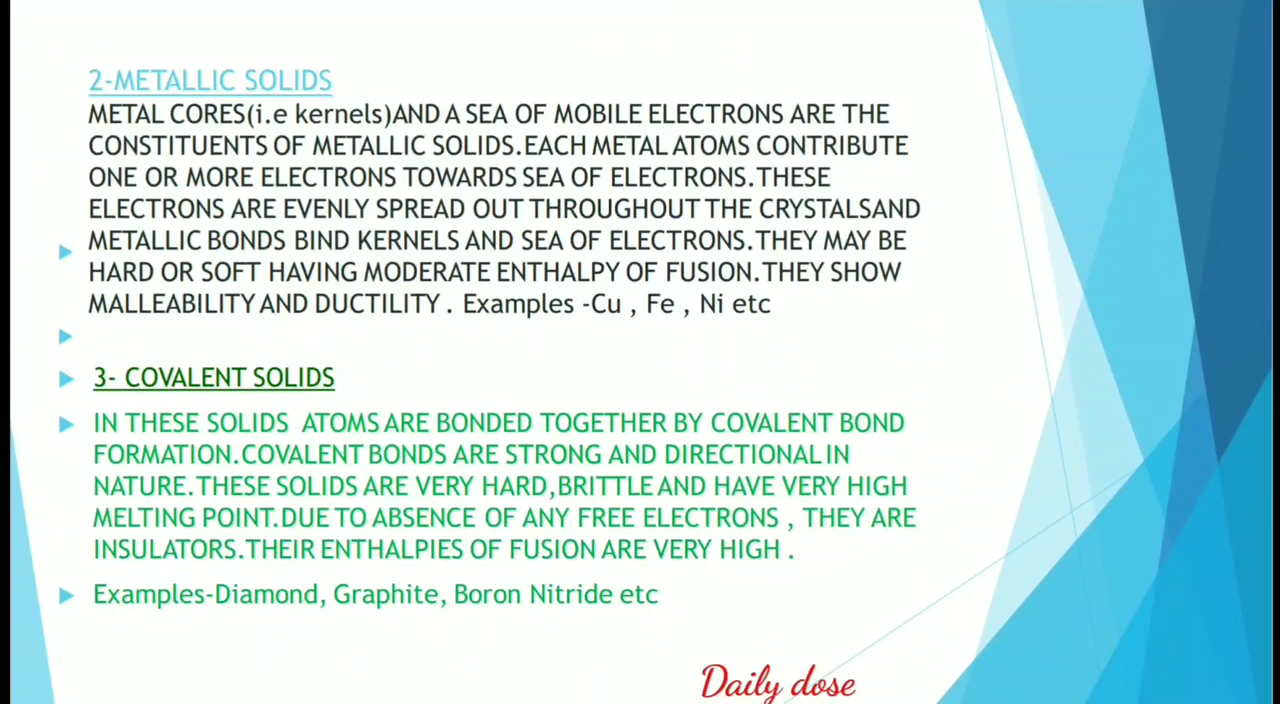 2-METALLIC SOLIDS
METAL CORES(i.e kernels)AND A SEA OF MOBILE ELECTRONS ARE THE
CONSTITUENTS OF METALLIC SOLIDS.EACH METAL ATOMS CONTRIBUTE
ONE OR MORE ELECTRONS TOWARDS SEA OF ELECTRONS.THESE
ELECTRONS ARE EVENLY SPREAD OUT THROUGHOUT THE CRYSTALSAND
METALLIC BONDS BIND KERNELS AND SEA OF ELECTRONS.THEY MAY BE
HARD OR SOFT HAVING MODERATE ENTHALPY OF FUSION.THEY SHOW
MALLEABILITY AND DUCTILITY . Examples -Cu , Fe , Ni etc
3- COVALENT SOLIDS
IN THESE SOLIDS ATOMS ARE BONDED TOGETHER BY COVALENT BOND
FORMATION.COVALENT BONDS ARE STRONG AND DIRECTIONAL IN
NATURE.THESE SOLIDS ARE VERY HARD,BRITTLE AND HAVE VERY HIGH
MELTING POINT.DUE TO ABSENCE OF ANY FREE ELECTRONS , THEY ARE
INSULATORS.THEIR ENTHALPIES OF FUSION ARE VERY HIGH .
Examples-Diamond, Graphite, Boron Nitride etc
Daily dose